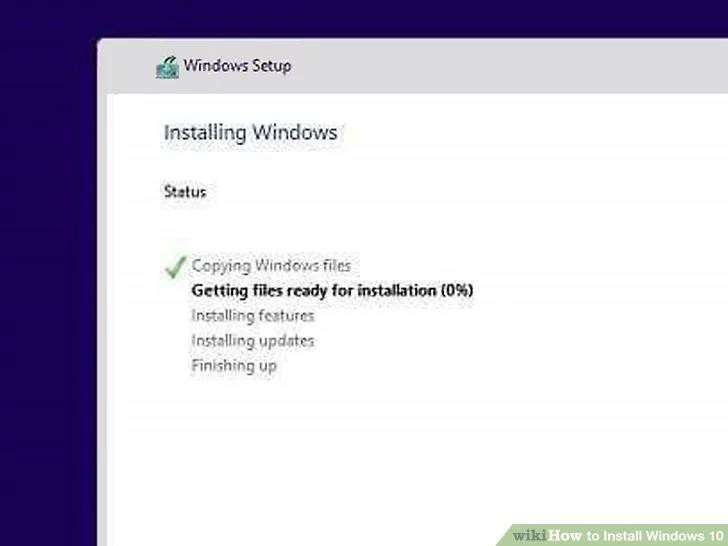 Windows Setup
Installing Windows
Status
Copying Windows files
Getting files ready for installation (0%)
Installing features
Installing updates
Finishing up
wikiHow to Install Windows 10